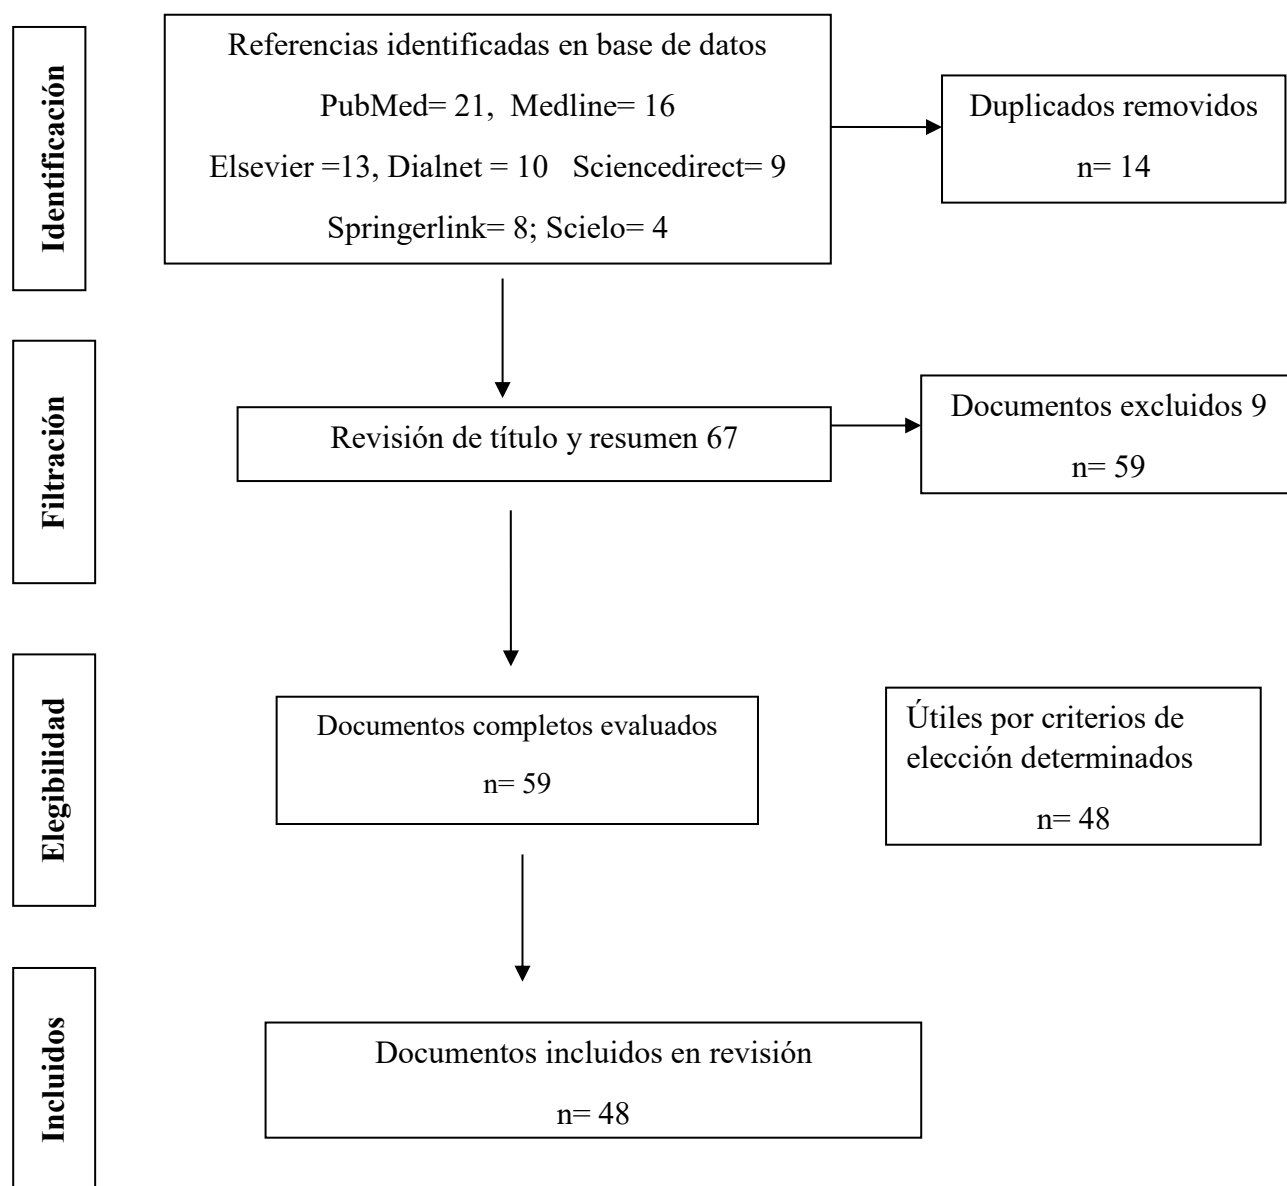 Identificación
Referencias identificadas en base de datos
PubMed= 21,  Medline= 16
Elsevier =13, Dialnet = 10   Sciencedirect= 9
Springerlink= 8; Scielo= 4
Duplicados removidos
n= 14
Filtración
Revisión de título y resumen 67
Documentos excluidos 9
n= 59
Elegibilidad
Documentos completos evaluados
n= 59
Útiles por criterios de
elección determinados
n= 48
Incluidos
Documentos incluidos en revisión
n= 48